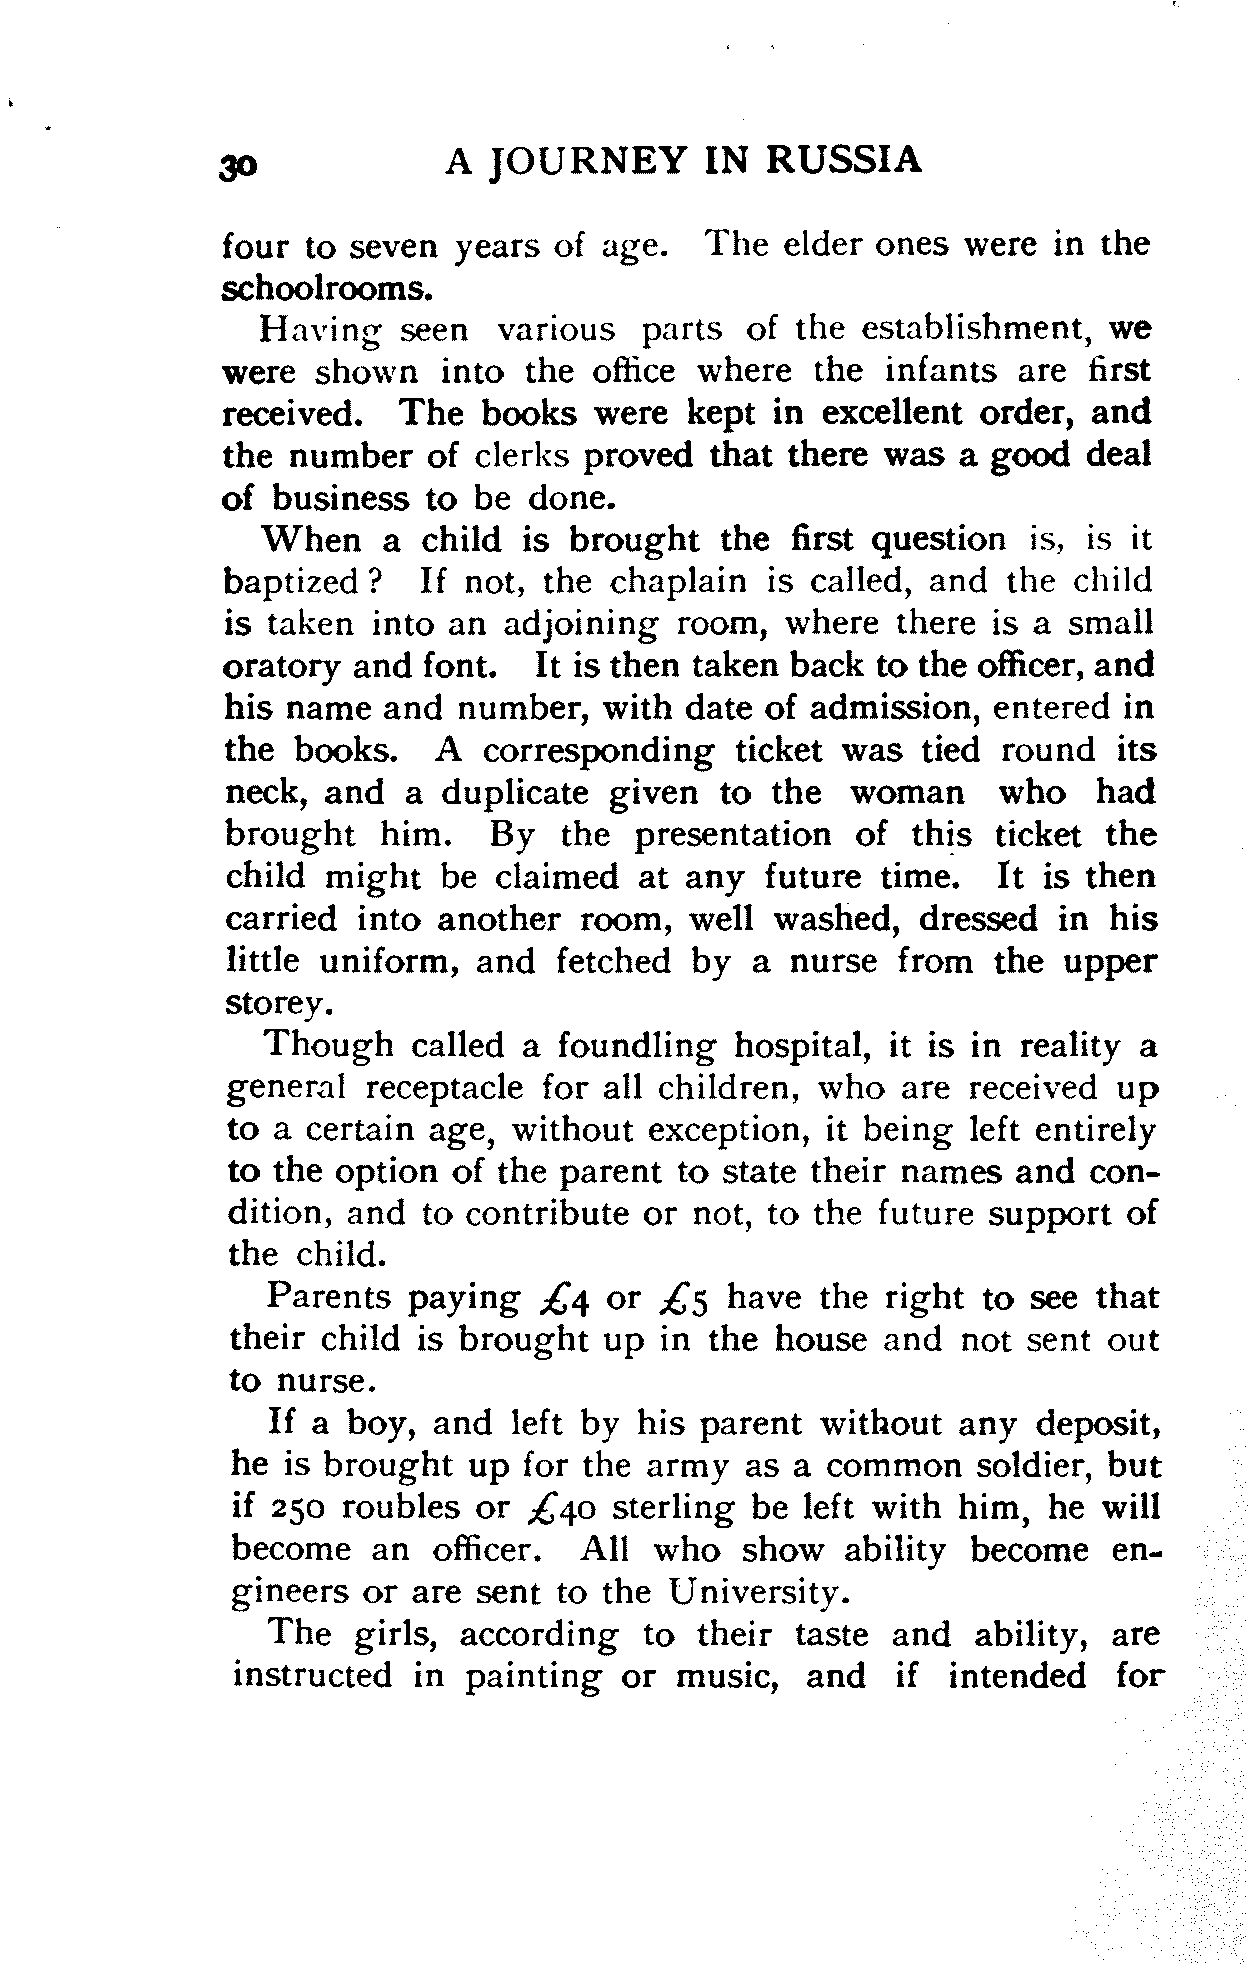 30 A JOURNEY IN RUSSIA
four to seven years of age. The elder ones were in the
schoolrooms.
Having seen various parts of the establishment, we
were shown into the office where the infants are first
received. The books were kept in excellent order, and
the number of clerks proved that there was a good deal
of business to be done.
When a child is brought the first question is, is it
baptized? If not, the chaplain is called, and the child
is taken into an adjoining room, where there is a small
oratory and font. It is then taken back to the officer, and
his name and number, with date of admission, entered in
the books. A corresponding ticket was tied round its
neck, and a duplicate given to the woman who had
brought him. By the presentation of this ticket the
child might be claimed at any future time. It is then
carried into another room, well washed, dressed in his
little uniform, and fetched by a nurse from the upper
storey.
Though called a foundling hospital, it is in reality a
general receptacle for all children, who are received up
to a certain age, without exception, it being left entirely
to the option of the parent to state their names and con-
dition, and to contribute or not, to the future support of
the child.
Parents paying £4 or £5 have the right to see that
their child is brought up in the house and not sent out
to nurse.
If a boy, and left by his parent without any deposit,
he is brought up for the army as a common soldier, but
if 250 roubles or £40 sterling be left with him, he will
become an officer. All who show ability become en-
gineers or are sent to the University.
The girls, according to their taste and ability, are
instructed in painting or music, and if intended for